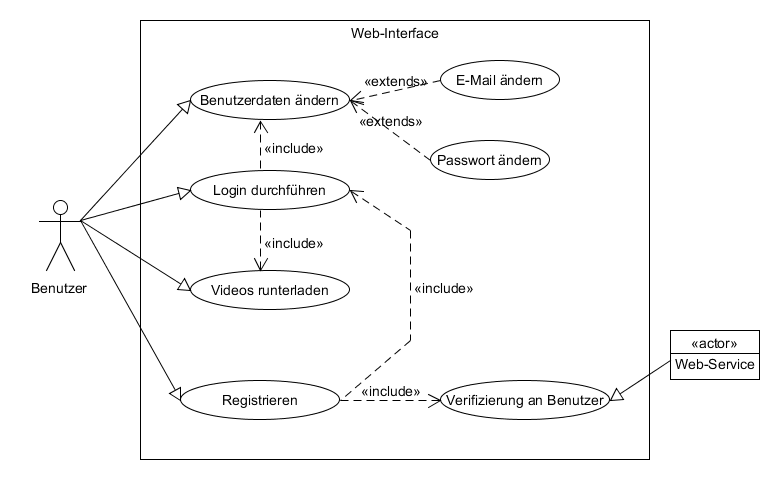 Web-Interface
E-Mail ändern
«extends»
Benutzerdaten ändern
«extends»
«include»
Passwort ändern
Login durchführen
«include»
Benutzer
Videos runterladen
«include»
«actor»
Web-Service
«include»
Registrieren
Verifizierung an Benutzer